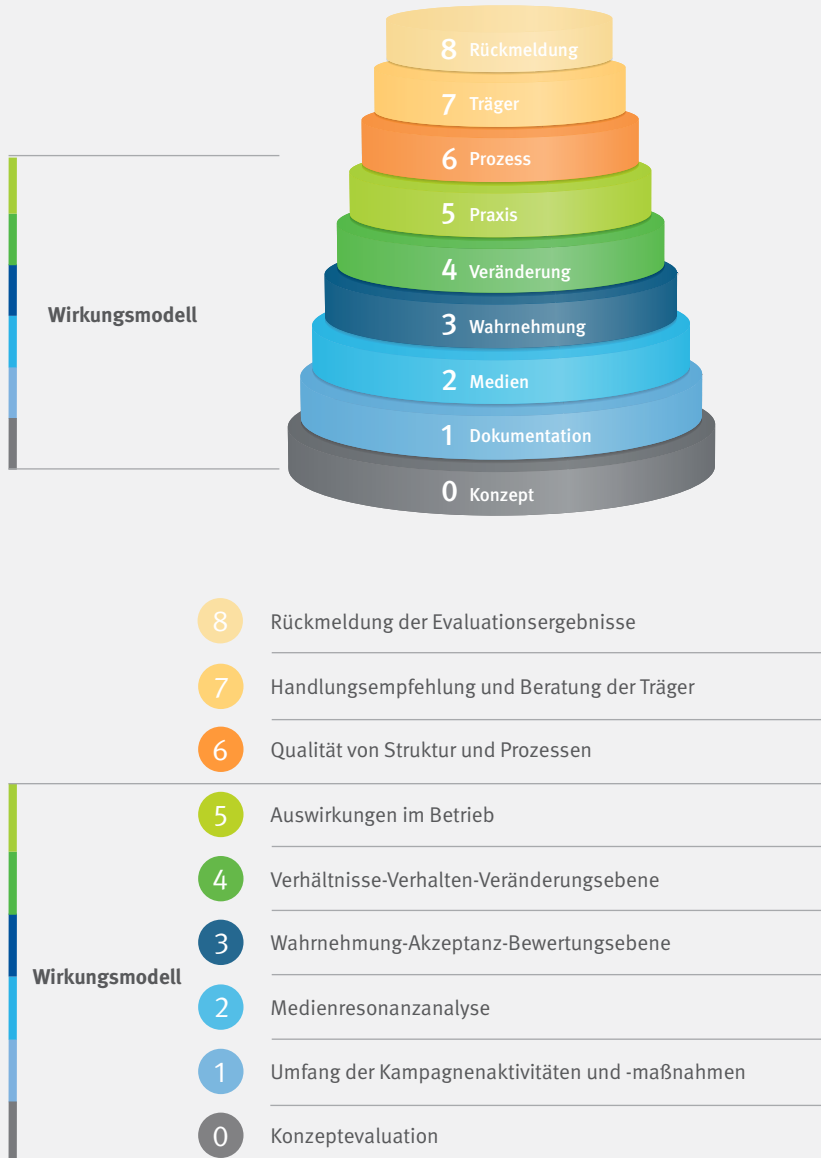 8 Rückmeldung
7 Träger
6 Prozess
5 Praxis
4 Veränderung
Wirkungsmodell
3 Wahrnehmung
2 Medien
1 Dokumentation
0 Konzept
8 Rückmeldung der Evaluationsergebnisse
7 Handlungsempfehlung und Beratung der Träger
6 Qualität von Struktur und Prozessen
5 Auswirkungen im Betrieb
4 Verhältnisse-Verhalten-Veränderungsebene
3 Wahrnehmung-Akzeptanz-Bewertungsebene
Wirkungsmodell
2 Medienresonanzanalyse
1 Umfang der Kampagnenaktivitäten und -maßnahmen
0 Konzeptevaluation